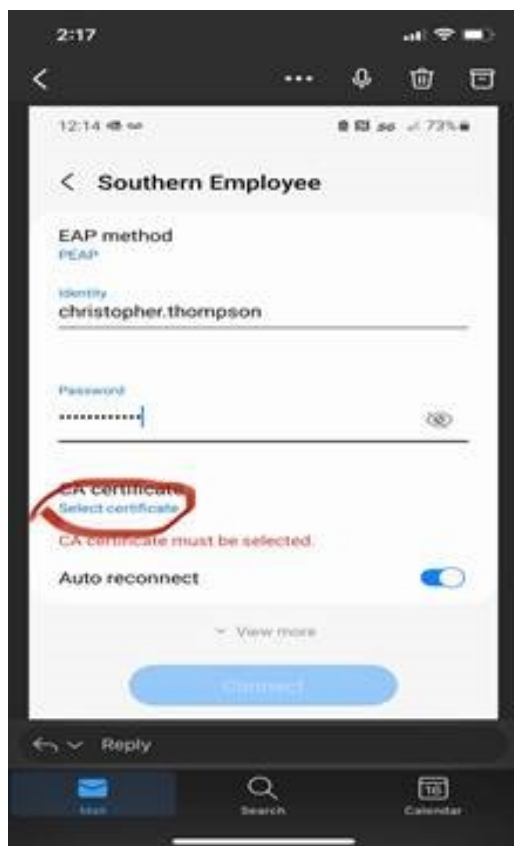 2:17
12:14
5G 73%
Southern Employee
EAP method
PEAP
Identity
christopher.thompson
Password
CA certificate
Select certificate
CA certificate must be selected.
Auto reconnect
View more
Connect
Reply
Mail
Search
Calendar